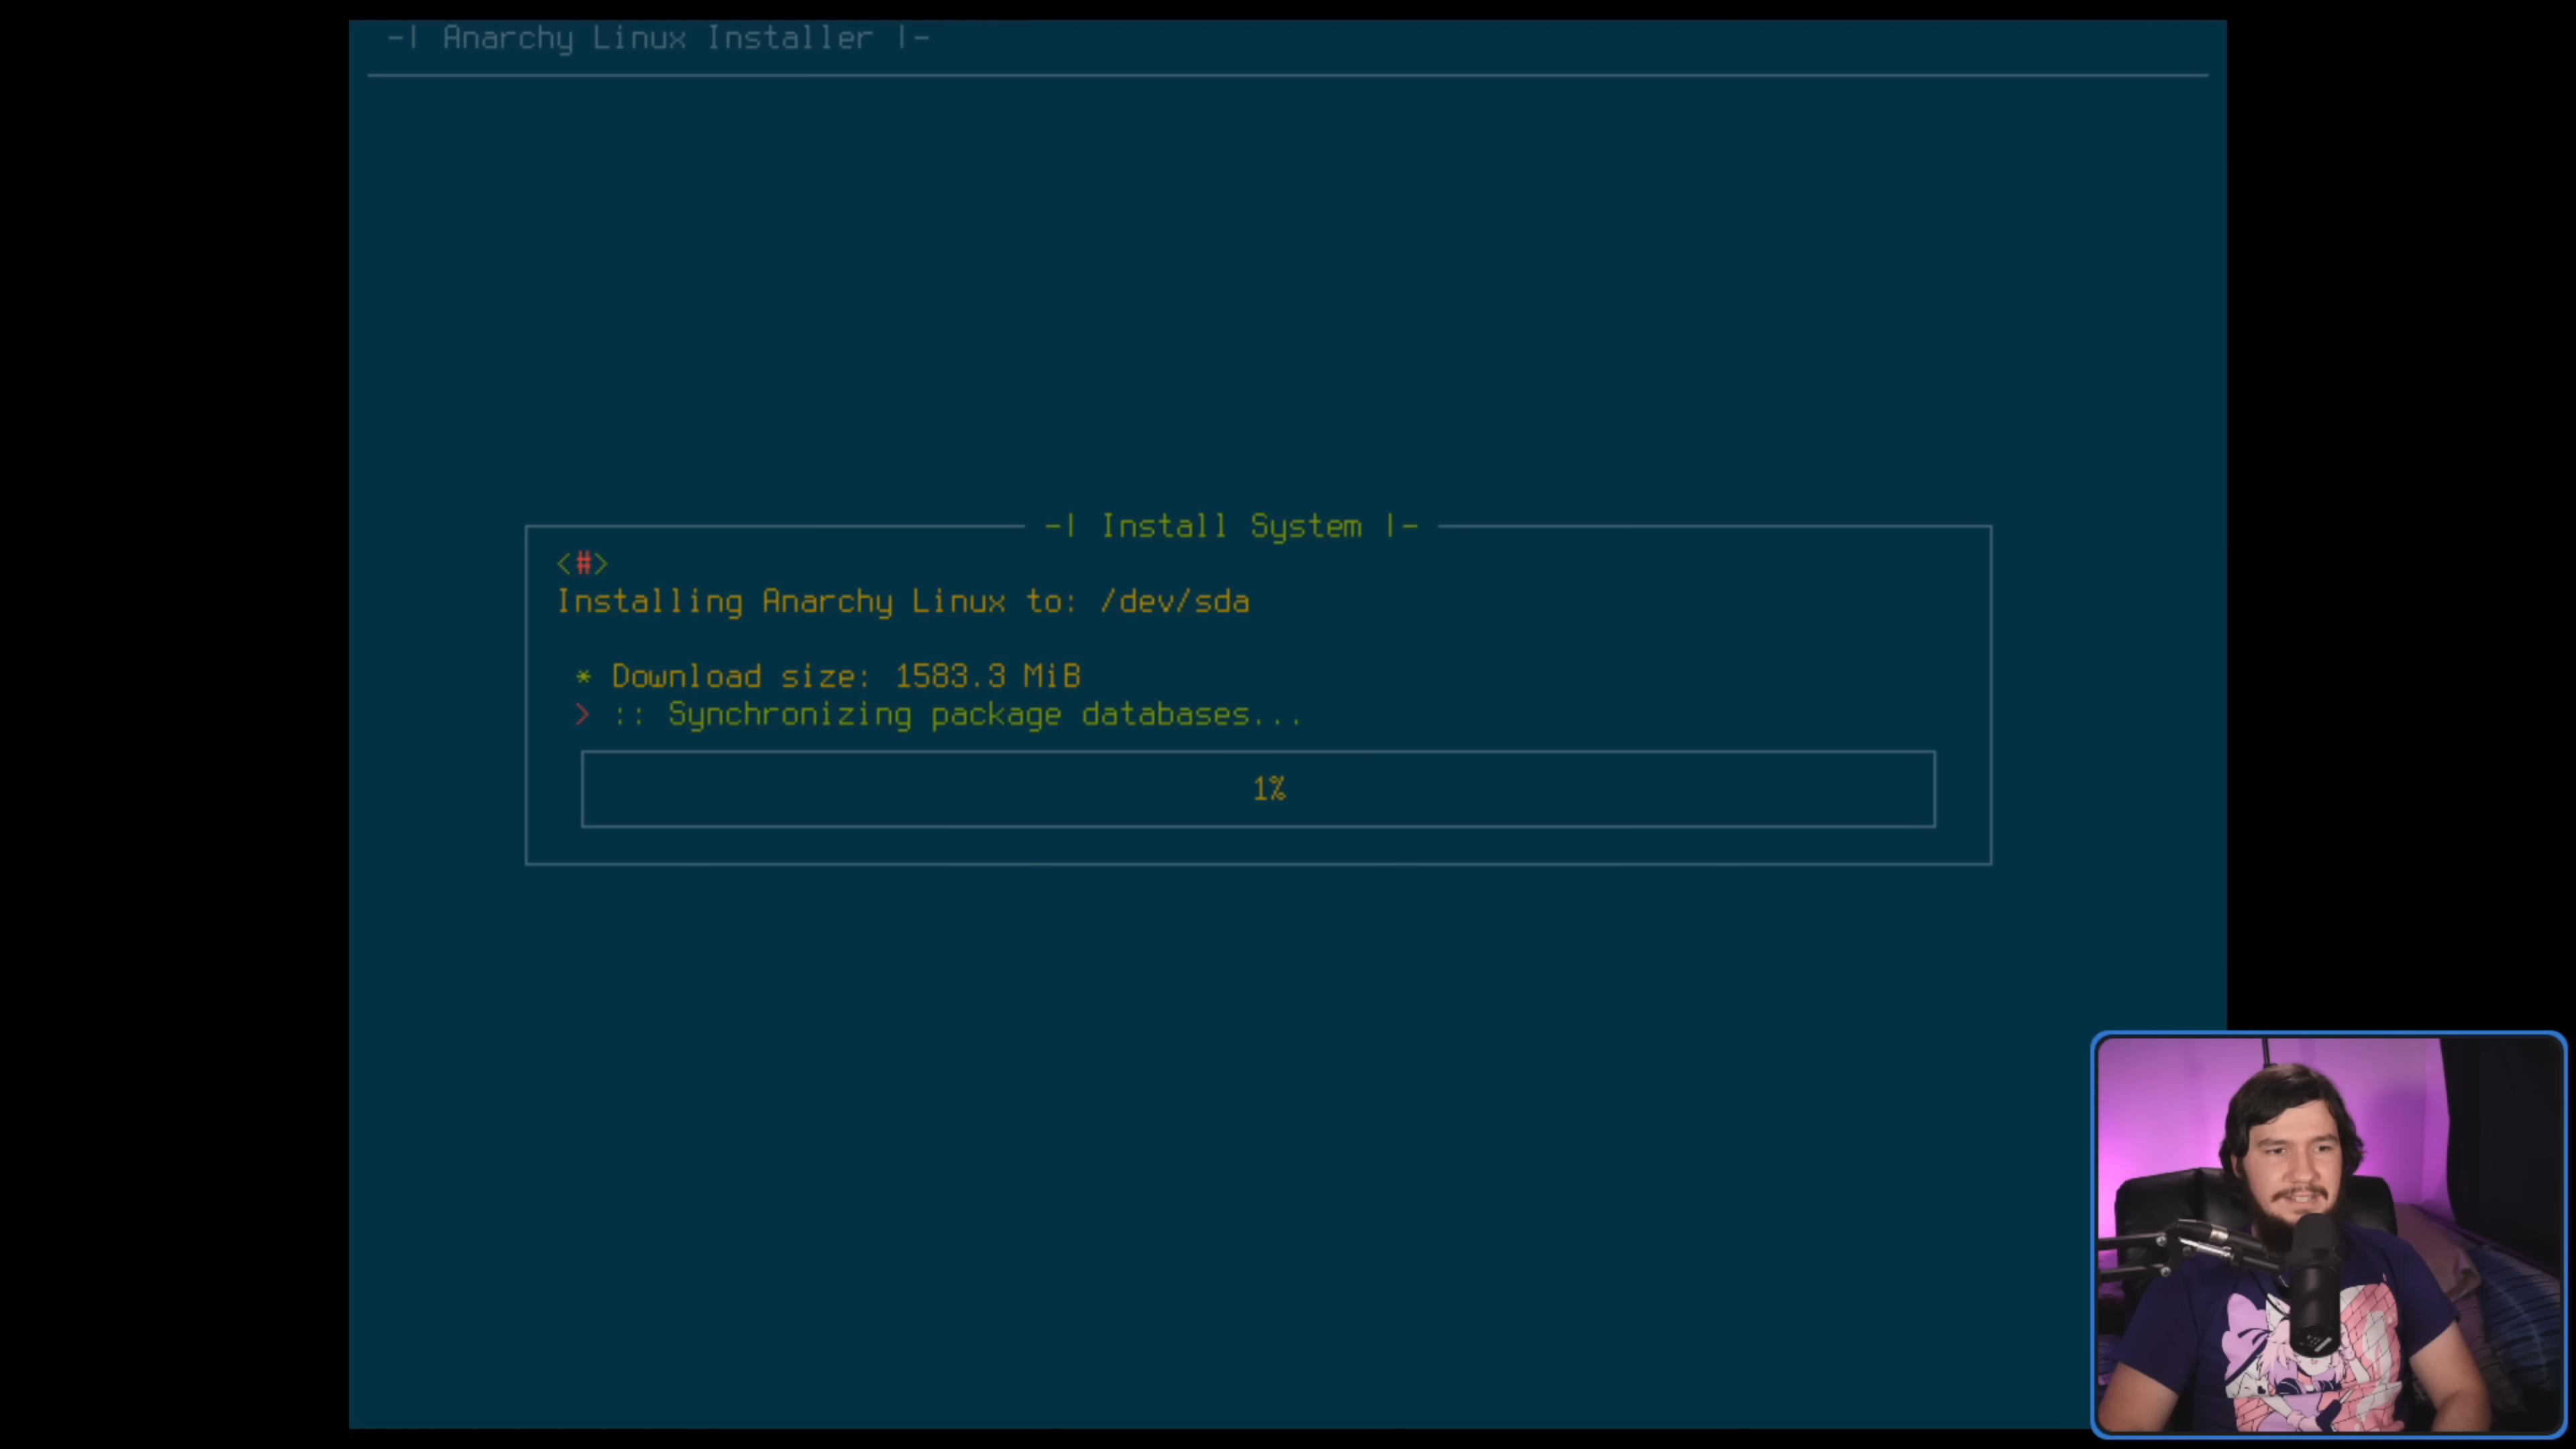 -| Anarchy Linux Installer |-
-| Install System |-
<#>
Installing Anarchy Linux to: /dev/sda
* Download size: 1583.3 MiB
> :: Synchronizing package databases...
1%